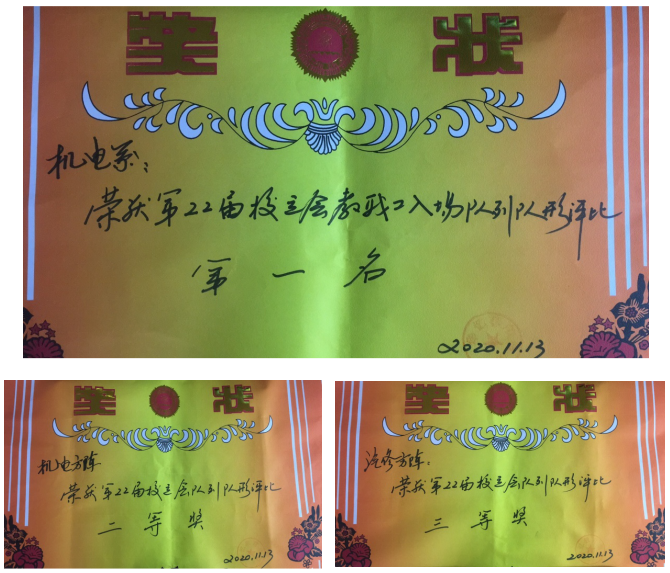 奖状
机电系：
荣获第22届校运会教职工入场队列队形评比
第一名
2020.11.13
奖状
机电方阵
荣获第22届校运会队列队形评比
二等奖
2020.11.13
奖状
汽修方阵：
荣获第22届校运会队列队形评比
三等奖
2020.11.13